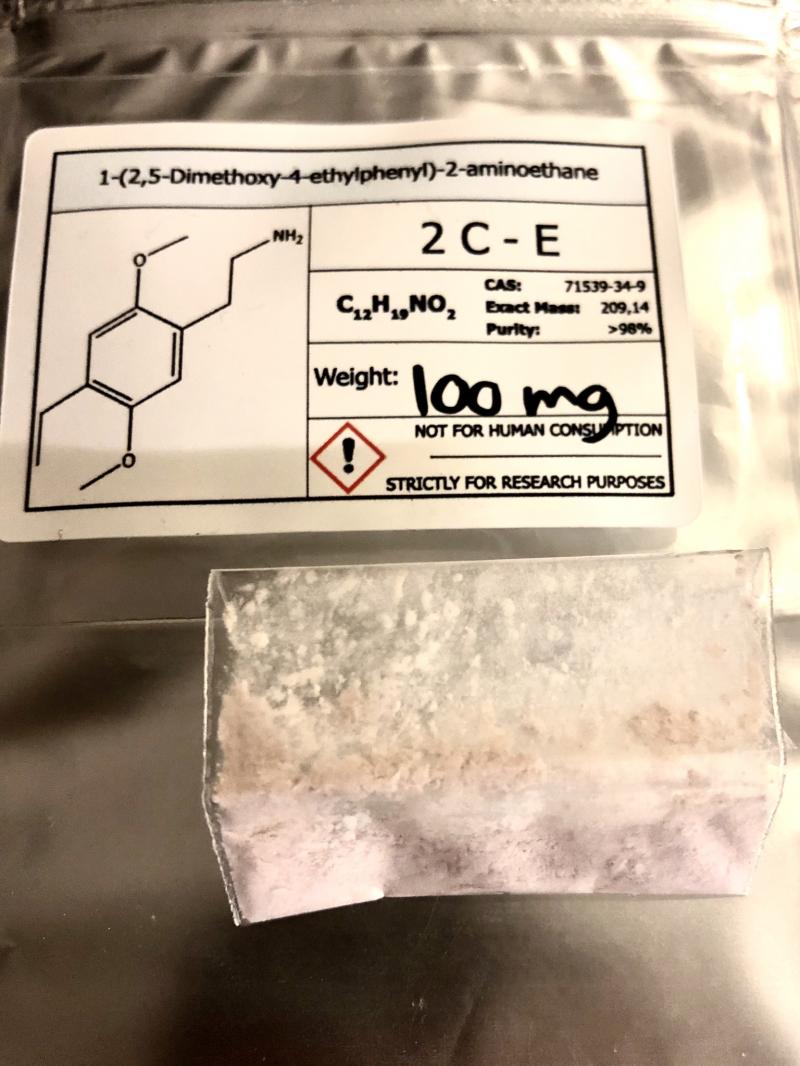 1-(2,5-Dimethoxy-4-ethylphenyl)-2-aminoethane
O
NH₂
O
2 C - E
C₁₂H₁₉NO₂
CAS: 71539-34-9
Exact Mass: 209,14
Purity: >98%
Weight: 100 mg
NOT FOR HUMAN CONSUMPTION
STRICTLY FOR RESEARCH PURPOSES